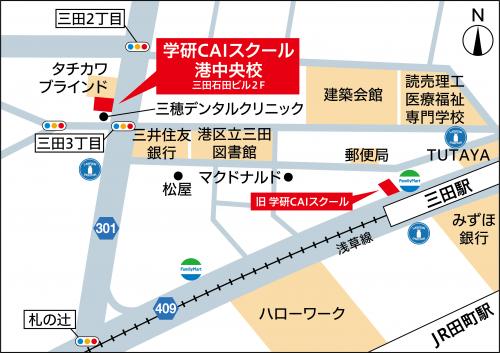 三田2丁目
学研CAIスクール
港中央校
三田石田ビル2F
N
タチカワ
ブラインド
三穂デンタルクリニック
建築会館
読売理工
医療福祉
専門学校
三田3丁目
三井住友
銀行
港区立三田
図書館
郵便局
TUTAYA
松屋
マクドナルド
FamilyMart
旧 学研CAIスクール
三田駅
301
浅草線
みずほ
銀行
FamilyMart
409
ハローワーク
札の辻
JR田町駅